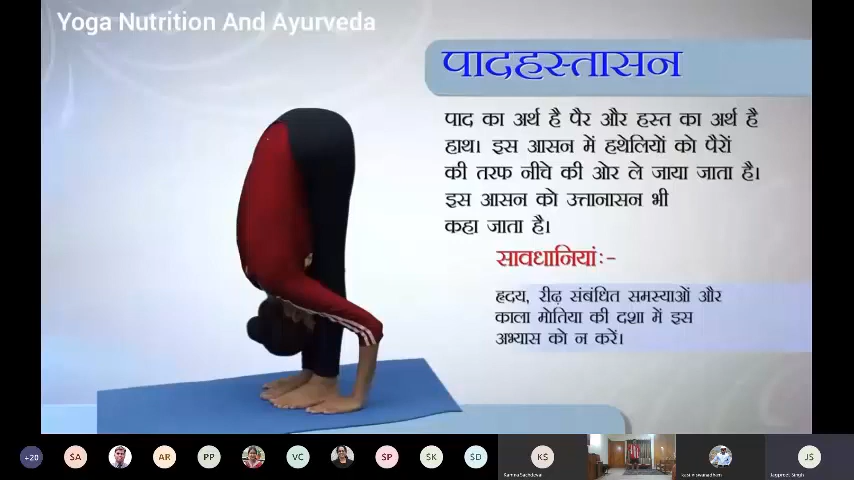 Yoga Nutrition And Ayurveda
पादहस्तासन
पाद का अर्थ है पैर और हस्त का अर्थ है
हाथ। इस आसन में हथेलियों को पैरों
की तरफ नीचे की ओर ले जाया जाता है।
इस आसन को उत्तानासन भी
कहा जाता है।
सावधानियां:-
हृदय, रीढ़ संबंधित समस्याओं और
काला मोतिया की दशा में इस
अभ्यास को न करें।
+20 SA AR PP VC SP SK SD KS JS
Jagpreet Singh